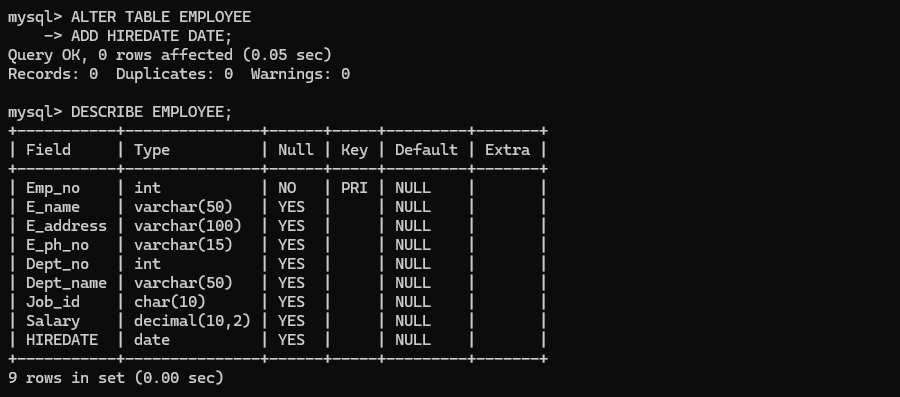 mysql> ALTER TABLE EMPLOYEE
    -> ADD HIREDATE DATE;
Query OK, 0 rows affected (0.05 sec)
Records: 0  Duplicates: 0  Warnings: 0

mysql> DESCRIBE EMPLOYEE;
+-----------+---------------+------+-----+---------+-------+
| Field     | Type          | Null | Key | Default | Extra |
+-----------+---------------+------+-----+---------+-------+
| Emp_no    | int           | NO   | PRI | NULL    |       |
| E_name    | varchar(50)   | YES  |     | NULL    |       |
| E_address | varchar(100)  | YES  |     | NULL    |       |
| E_ph_no   | varchar(15)   | YES  |     | NULL    |       |
| Dept_no   | int           | YES  |     | NULL    |       |
| Dept_name | varchar(50)   | YES  |     | NULL    |       |
| Job_id    | char(10)      | YES  |     | NULL    |       |
| Salary    | decimal(10,2) | YES  |     | NULL    |       |
| HIREDATE  | date          | YES  |     | NULL    |       |
+-----------+---------------+------+-----+---------+-------+
9 rows in set (0.00 sec)